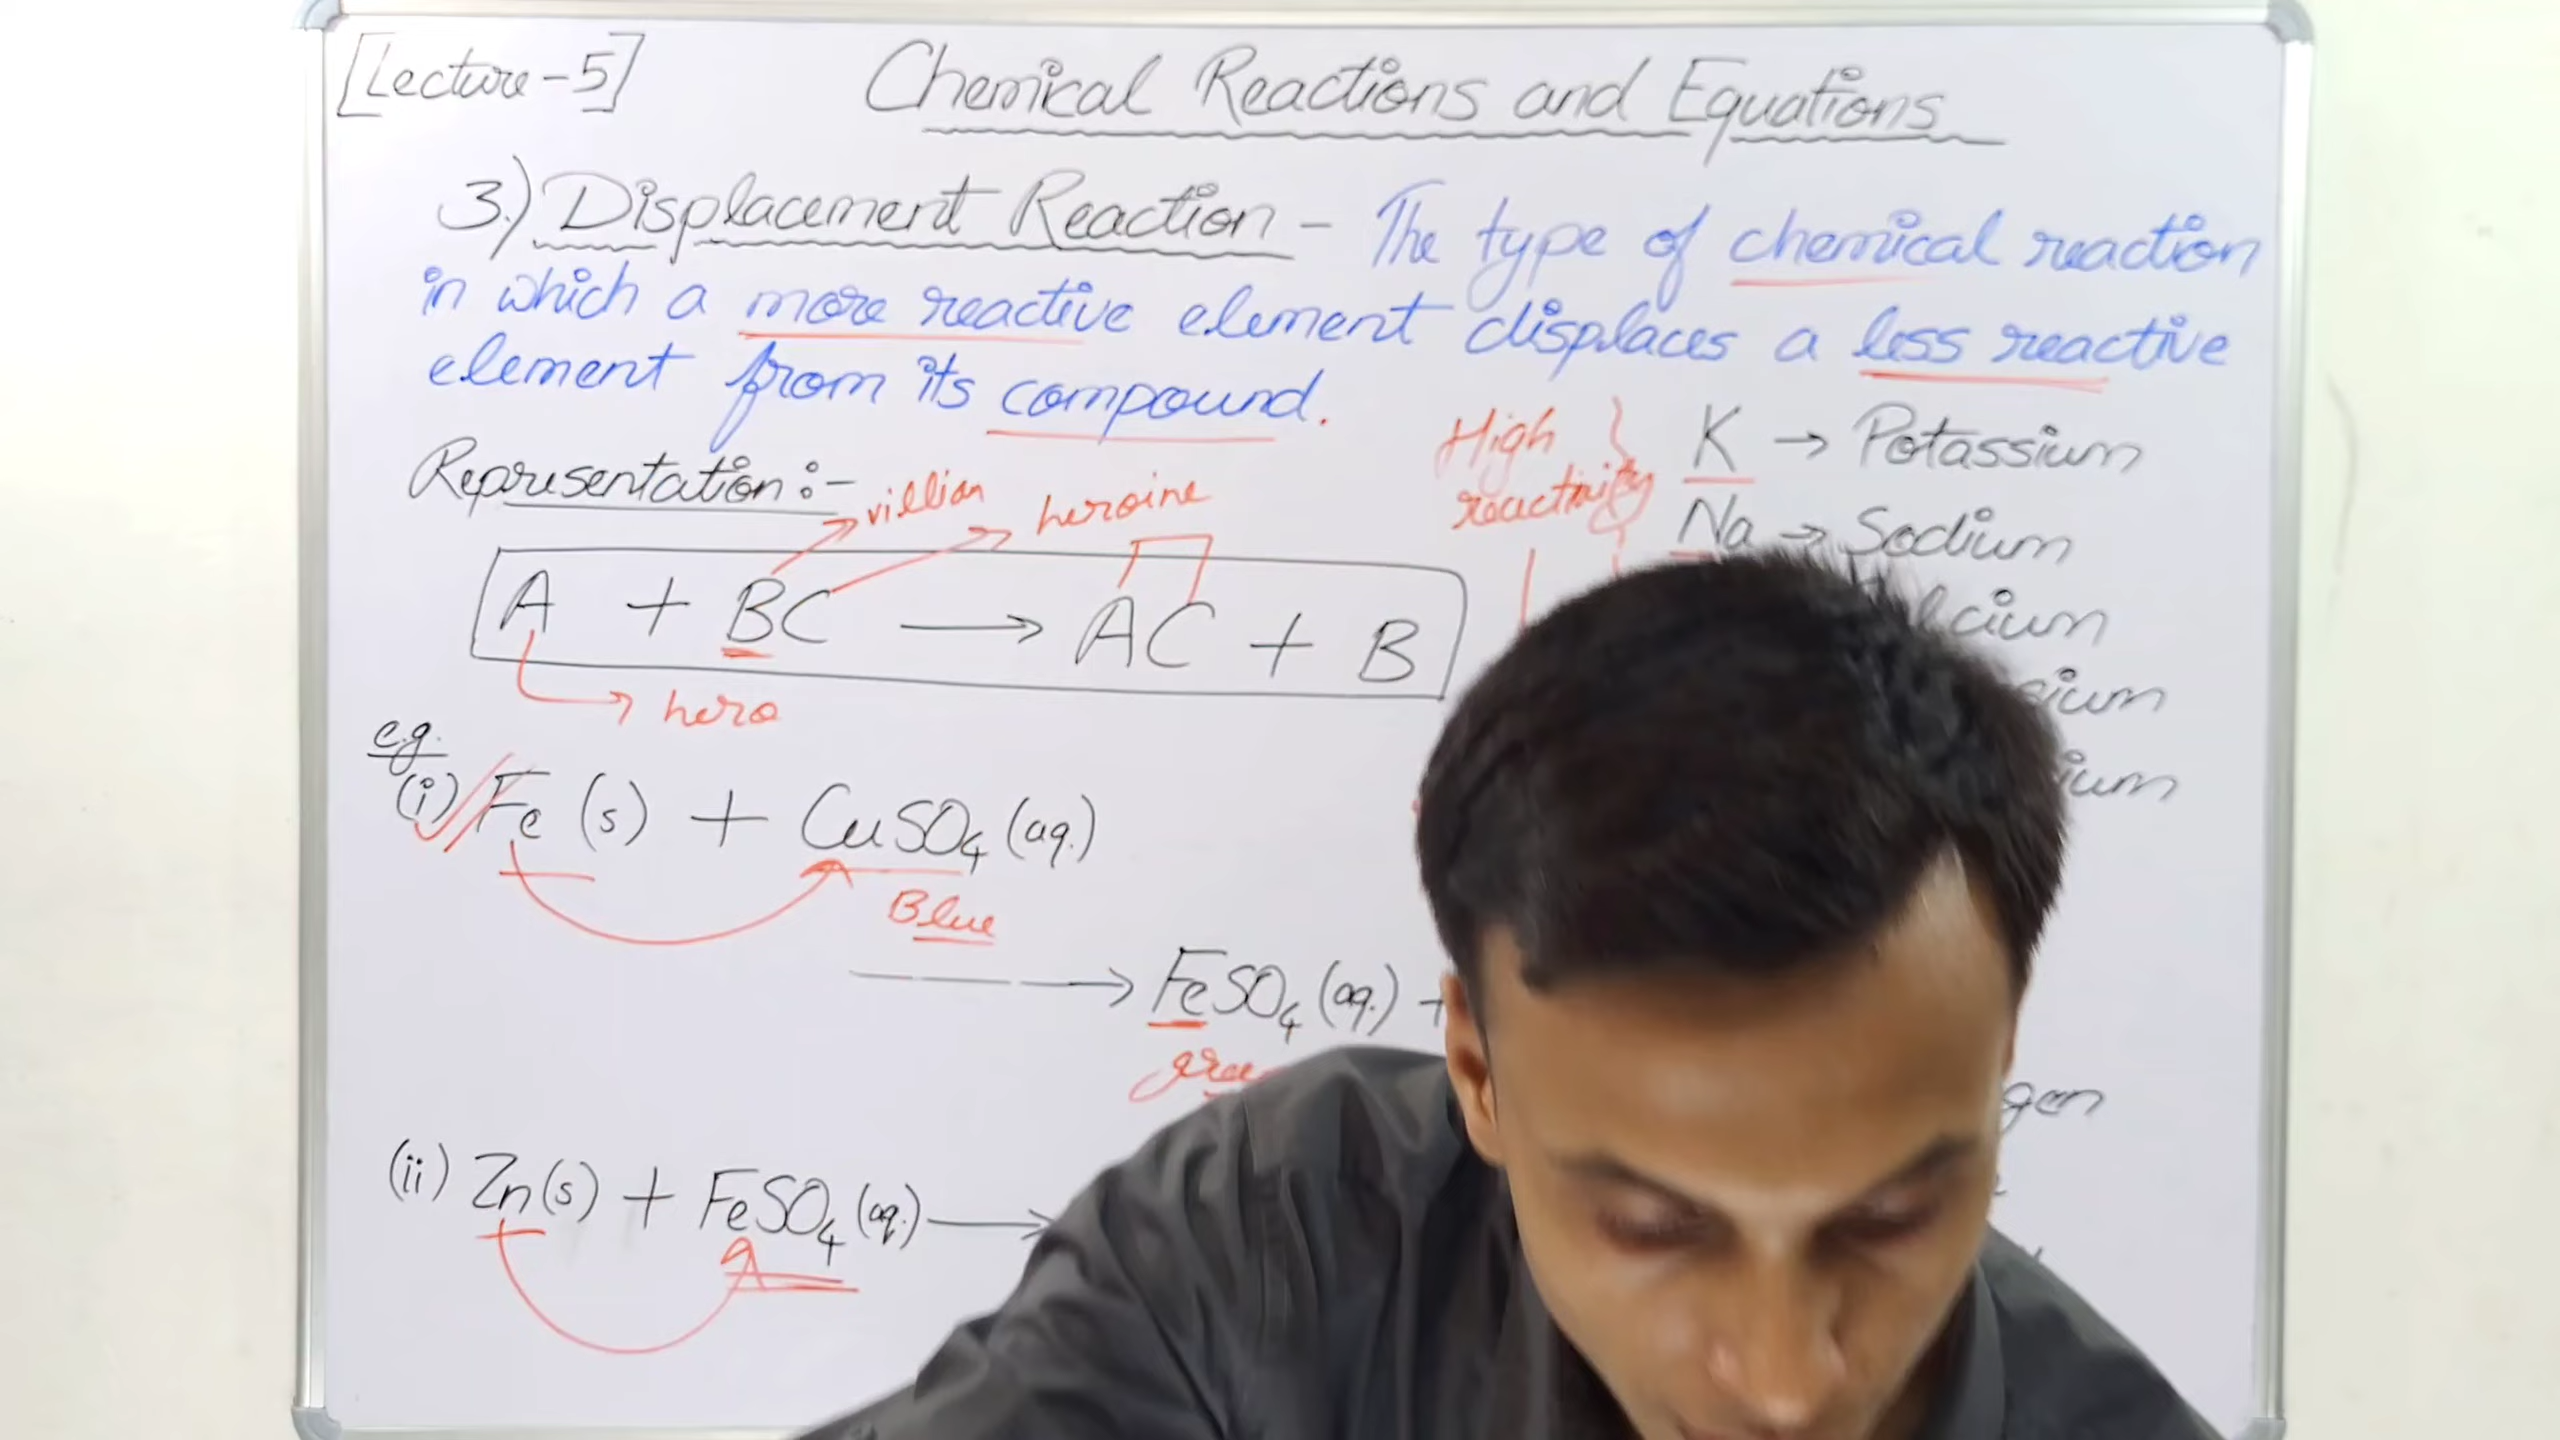 [Lecture-5]
Chemical Reactions and Equations
3.) Displacement Reaction - The type of chemical reaction
in which a more reactive element displaces a less reactive
element from its compound.
Representation :-
villian
heroine
A + BC → AC + B
hero
High
reactivity
K → Potassium
Na → Sodium
e.g.
(i) Fe (s) + CuSO4 (aq.)
Blue
→ FeSO4 (aq.) +
(ii) Zn(s) + FeSO4 (aq.) →